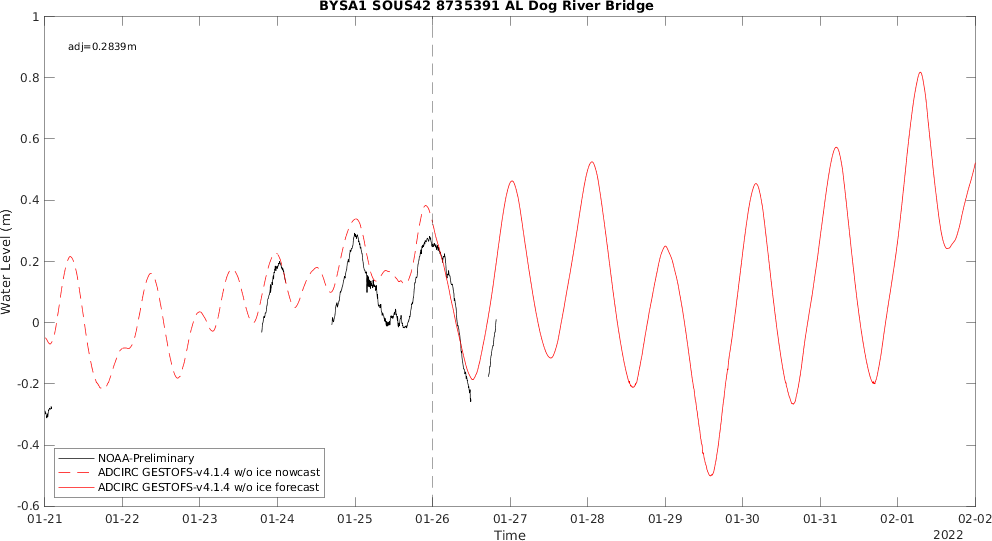 BYSA1 SOUS42 8735391 AL Dog River Bridge
adj=0.2839m
Water Level (m)
1
0.8
0.6
0.4
0.2
0
-0.2
-0.4
-0.6
NOAA-Preliminary
ADCIRC GESTOFS-v4.1.4 w/o ice nowcast
ADCIRC GESTOFS-v4.1.4 w/o ice forecast
01-21 01-22 01-23 01-24 01-25 01-26 01-27 01-28 01-29 01-30 01-31 02-01 02-02
Time
2022